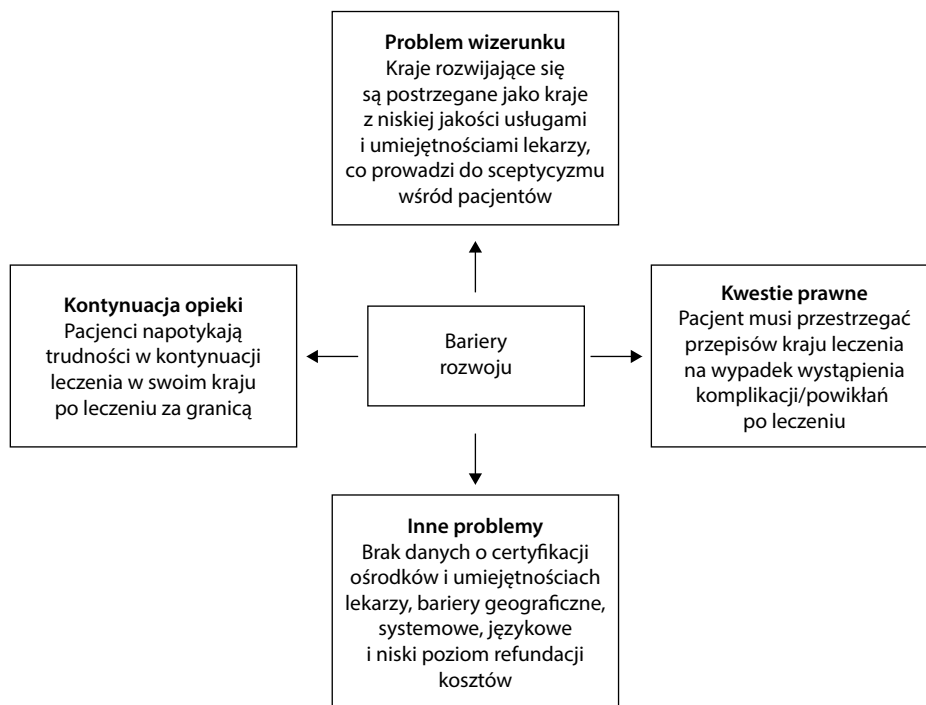 Problem wizerunku
Kraje rozwijające się
są postrzegane jako kraje
z niskiej jakości usługami
i umiejętnościami lekarzy,
co prowadzi do sceptycyzmu
wśród pacjentów
Kontynuacja opieki
Pacjenci napotykają
trudności w kontynuacji
leczenia w swoim kraju
po leczeniu za granicą
Bariery
rozwoju
Kwestie prawne
Pacjent musi przestrzegać
przepisów kraju leczenia
na wypadek wystąpienia
komplikacji/powikłań
po leczeniu
Inne problemy
Brak danych o certyfikacji
ośrodków i umiejętnościach
lekarzy, bariery geograficzne,
systemowe, językowe
i niski poziom refundacji
kosztów